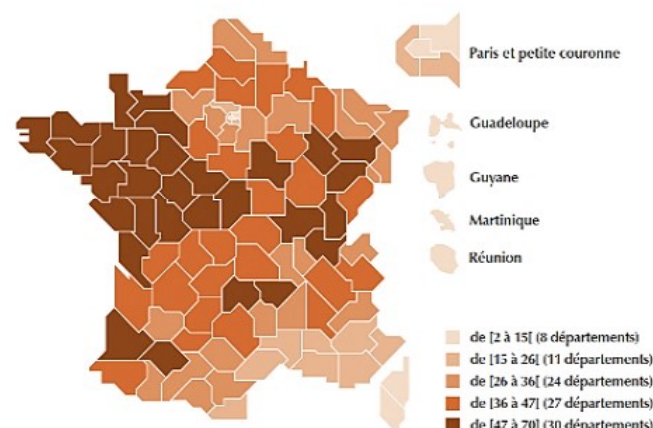 Paris et petite couronne
Guadeloupe
Guyane
Martinique
Réunion
de [2 à 15[ (8 départements)
de [15 à 26[ (11 départements)
de [26 à 36[ (24 départements)
de [36 à 47[ (27 départements)
de [47 à 70[ (30 départements)